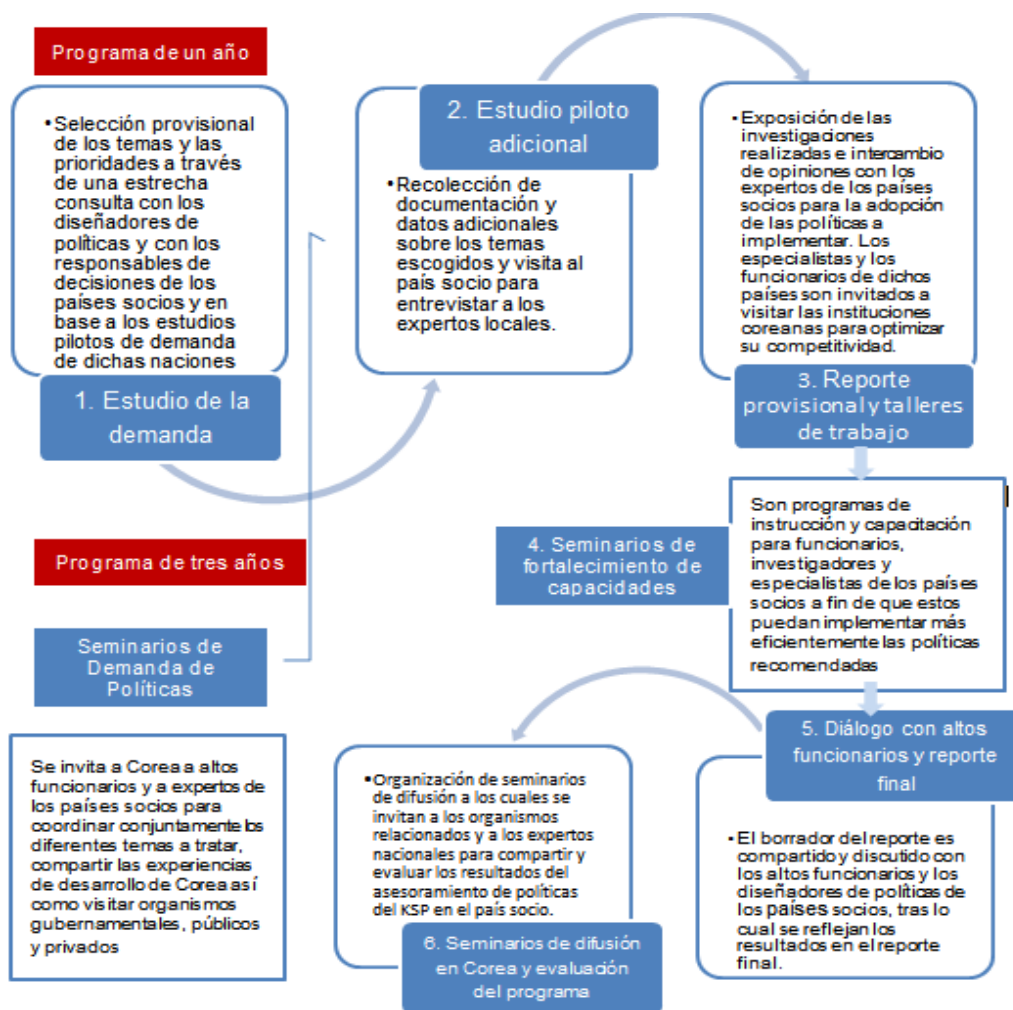 Programa de un año
•Selección provisional
de los temas y las
prioridades a través
de una estrecha
consulta con los
diseñadores de
políticas y con los
responsables de
decisiones de los
países socios y en
base a los estudios
pilotos de demanda
de dichas naciones
1. Estudio de la
demanda
2. Estudio piloto
adicional
•Recolección de
documentación y
datos adicionales
sobre los temas
escogidos y visita al
país socio para
entrevistar a los
expertos locales.
•Exposición de las
investigaciones
realizadas e intercambio
de opiniones con los
expertos de los países
socios para la adopción
de las políticas a
implementar. Los
especialistas y los
funcionarios de dichos
países son invitados a
visitar las instituciones
coreanas para optimizar
su competitividad.
3. Reporte
provisional y talleres
de trabajo
Programa de tres años
Seminarios de
Demanda de
Políticas
Se invita a Corea a altos
funcionarios y a expertos de
los países socios para
coordinar conjuntamente los
diferentes temas a tratar,
compartir las experiencias
de desarrollo de Corea así
como visitar organismos
gubernamentales, públicos
y privados
4. Seminarios de
fortalecimiento de
capacidades
Son programas de
instrucción y capacitación
para funcionarios,
investigadores y
especialistas de los países
socios a fin de que estos
puedan implementar más
eficientemente las políticas
recomendadas
5. Diálogo con altos
funcionarios y reporte
final
•El borrador del reporte es
compartido y discutido con
los altos funcionarios y los
diseñadores de políticas de
los países socios, tras lo
cual se reflejan los
resultados en el reporte
final.
•Organización de seminarios
de difusión a los cuales se
invitan a los organismos
relacionados y a los expertos
nacionales para compartir y
evaluar los resultados del
asesoramiento de políticas
del KSP en el país socio.
6. Seminarios de difusión
en Corea y evaluación
del programa